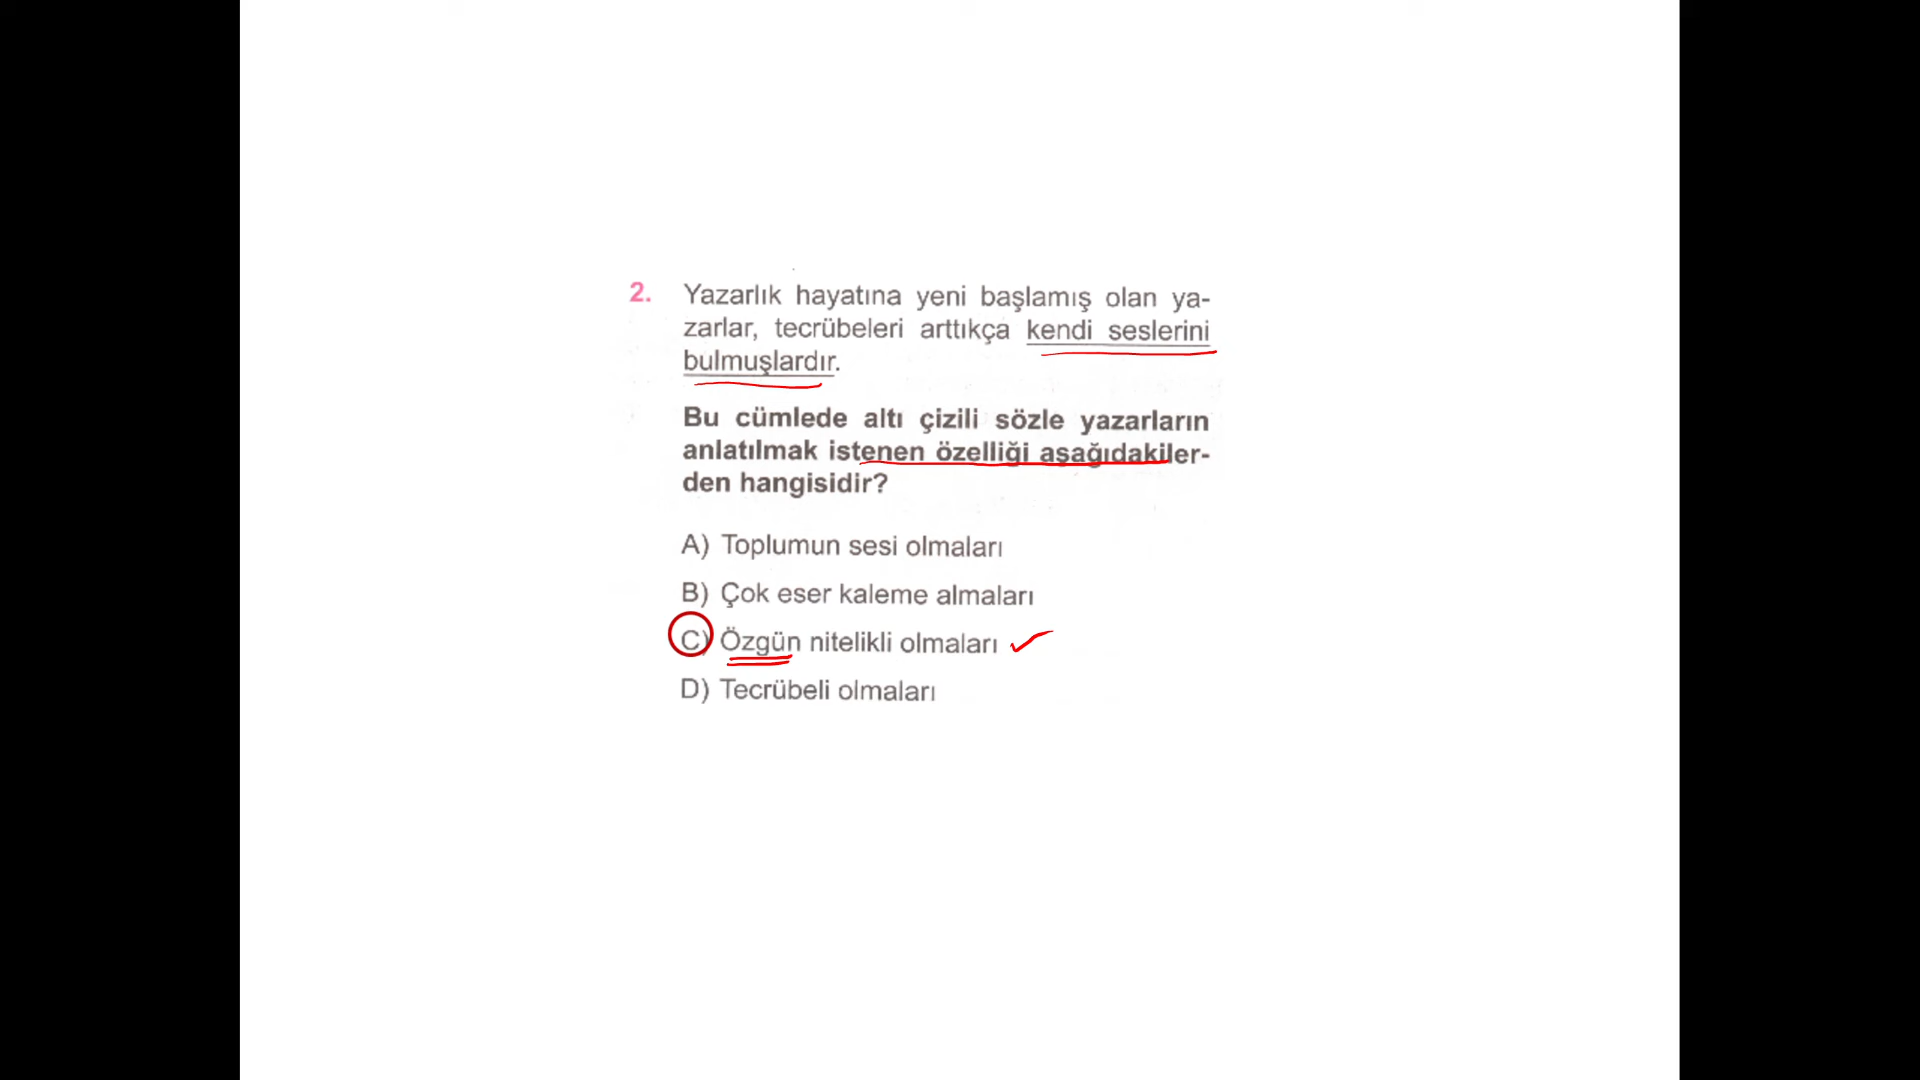 2. Yazarlık hayatına yeni başlamış olan ya-
zarlar, tecrübeleri arttıkça kendi seslerini
bulmuşlardır.
Bu cümlede altı çizili sözle yazarların
anlatılmak istenen özelliği aşağıdakiler-
den hangisidir?
A) Toplumun sesi olmaları
B) Çok eser kaleme almaları
C) Özgün nitelikli olmaları
D) Tecrübeli olmaları